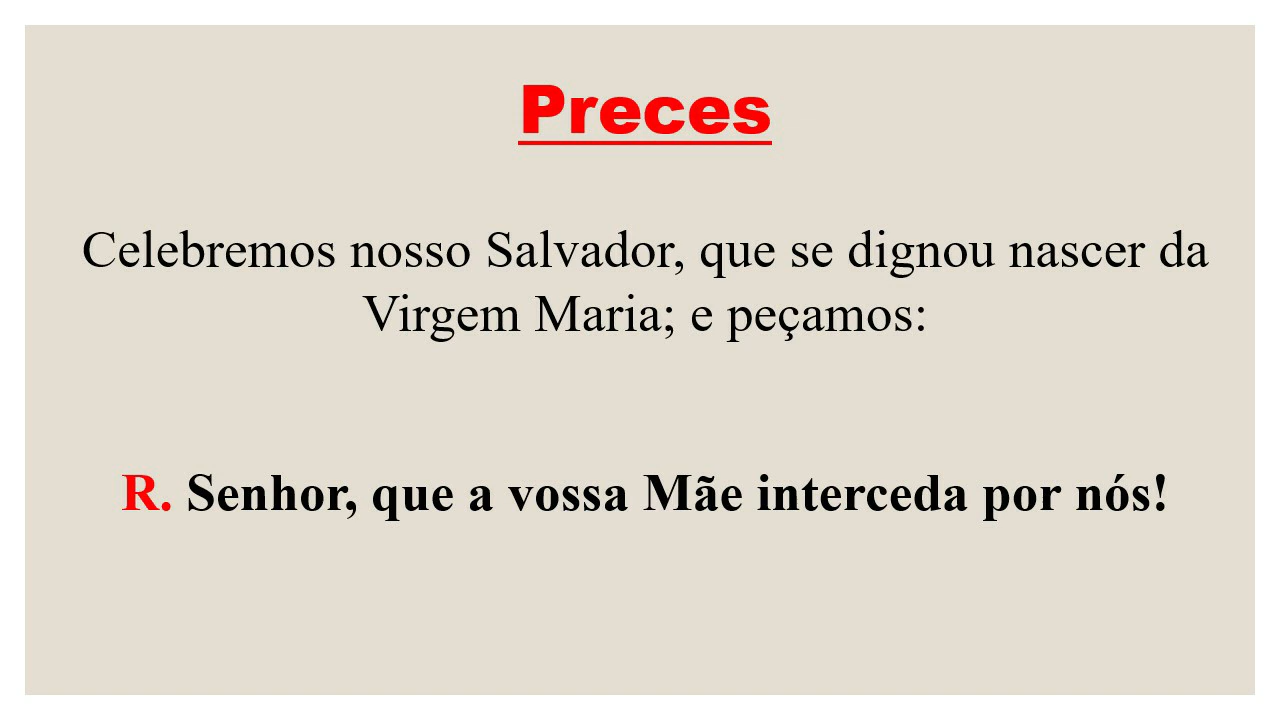 Preces
Celebremos nosso Salvador, que se dignou nascer da
Virgem Maria; e peçamos:
R. Senhor, que a vossa Mãe interceda por nós!